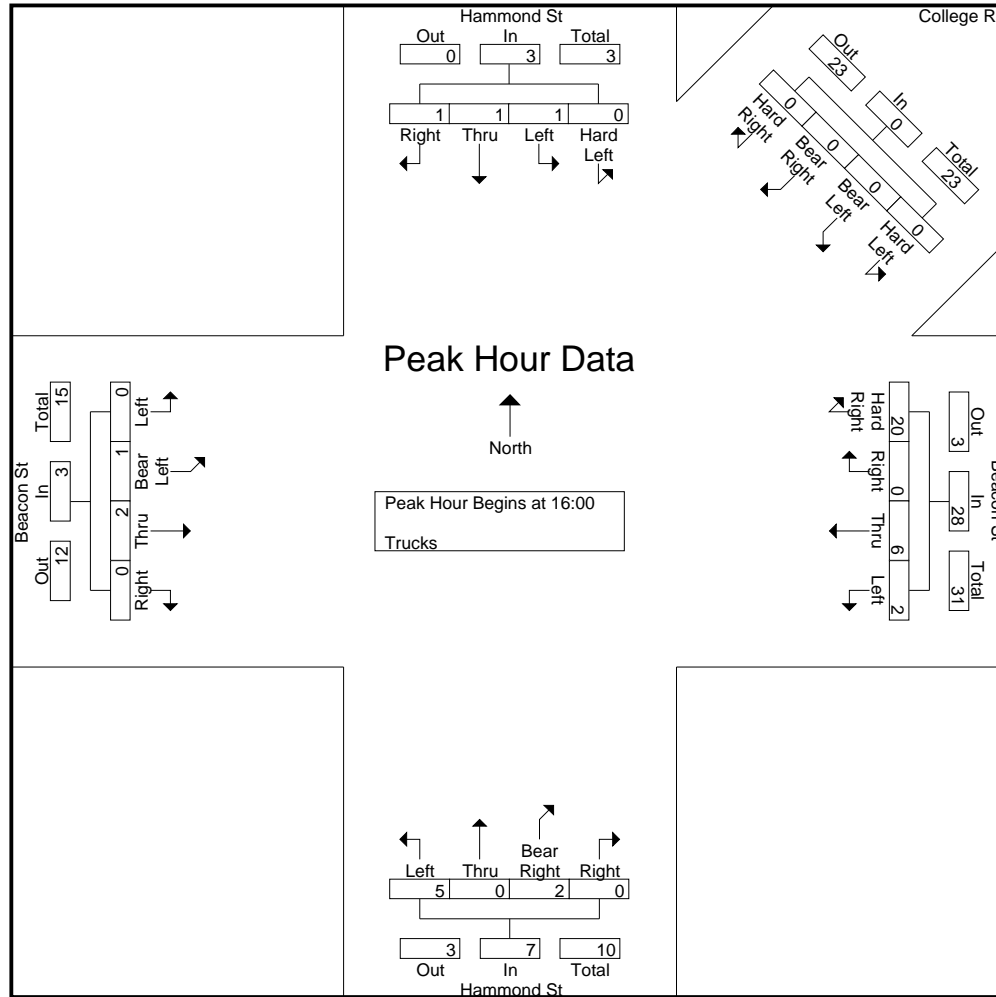 Hammond St
Out In Total
0 3 3
1 1 1 0
Right Thru Left Hard
Left
College R
Out
23
In
0
Total
23
0
Hard
Right
0
Bear
Right
0
Bear
Left
0
Hard
Left
Peak Hour Data
North
Peak Hour Begins at 16:00
Trucks
Beacon St
Total
15
In
3
Out
12
0
Left
1
Bear
Left
2
Thru
0
Right
Beacon St
Out
3
In
28
Total
31
20
Hard
Right
0
Right
6
Thru
2
Left
Bear
Left Thru Right Right
5 0 2 0
3 7 10
Out In Total
Hammond St